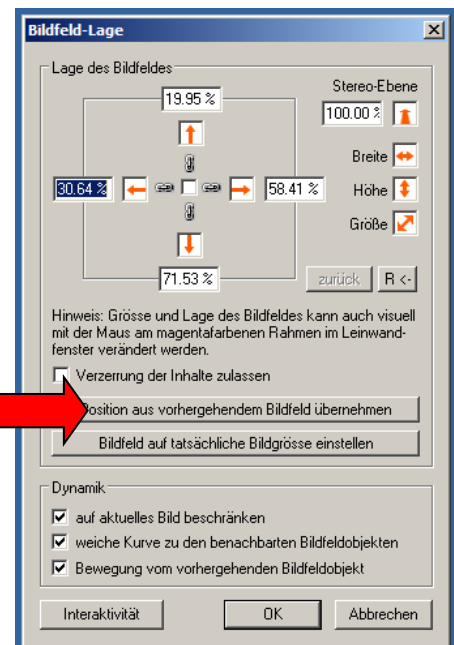 Bildfeld-Lage
Lage des Bildfeldes
19.95 %
Stereo-Ebene
100.00 %
Breite
30.64 %
58.41 %
Höhe
Größe
71.53 %
zurück
R <-
Hinweis: Grösse und Lage des Bildfeldes kann auch visuell
mit der Maus am magentafarbenen Rahmen im Leinwand-
fenster verändert werden.
Verzerrung der Inhalte zulassen
Position aus vorhergehendem Bildfeld übernehmen
Bildfeld auf tatsächliche Bildgrösse einstellen
Dynamik
auf aktuelles Bild beschränken
weiche Kurve zu den benachbarten Bildfeldobjekten
Bewegung vom vorhergehenden Bildfeldobjekt
Interaktivität
OK
Abbrechen